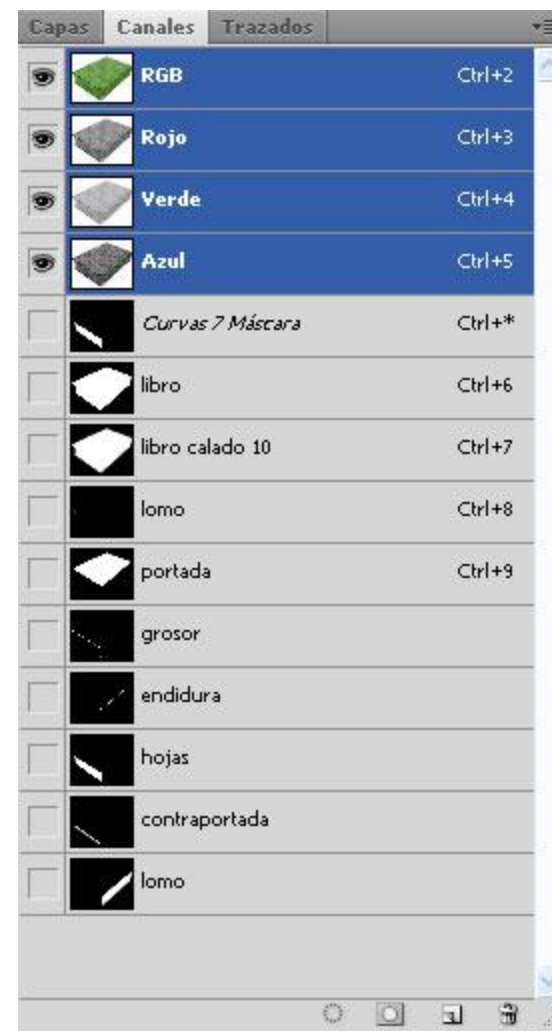 Capas Canales Trazados
RGB Ctrl+2
Rojo Ctrl+3
Verde Ctrl+4
Azul Ctrl+5
Curvas 7 Máscara Ctrl+*
libro Ctrl+6
libro calado 10 Ctrl+7
lomo Ctrl+8
portada Ctrl+9
grosor
endidura
hojas
contraportada
lomo